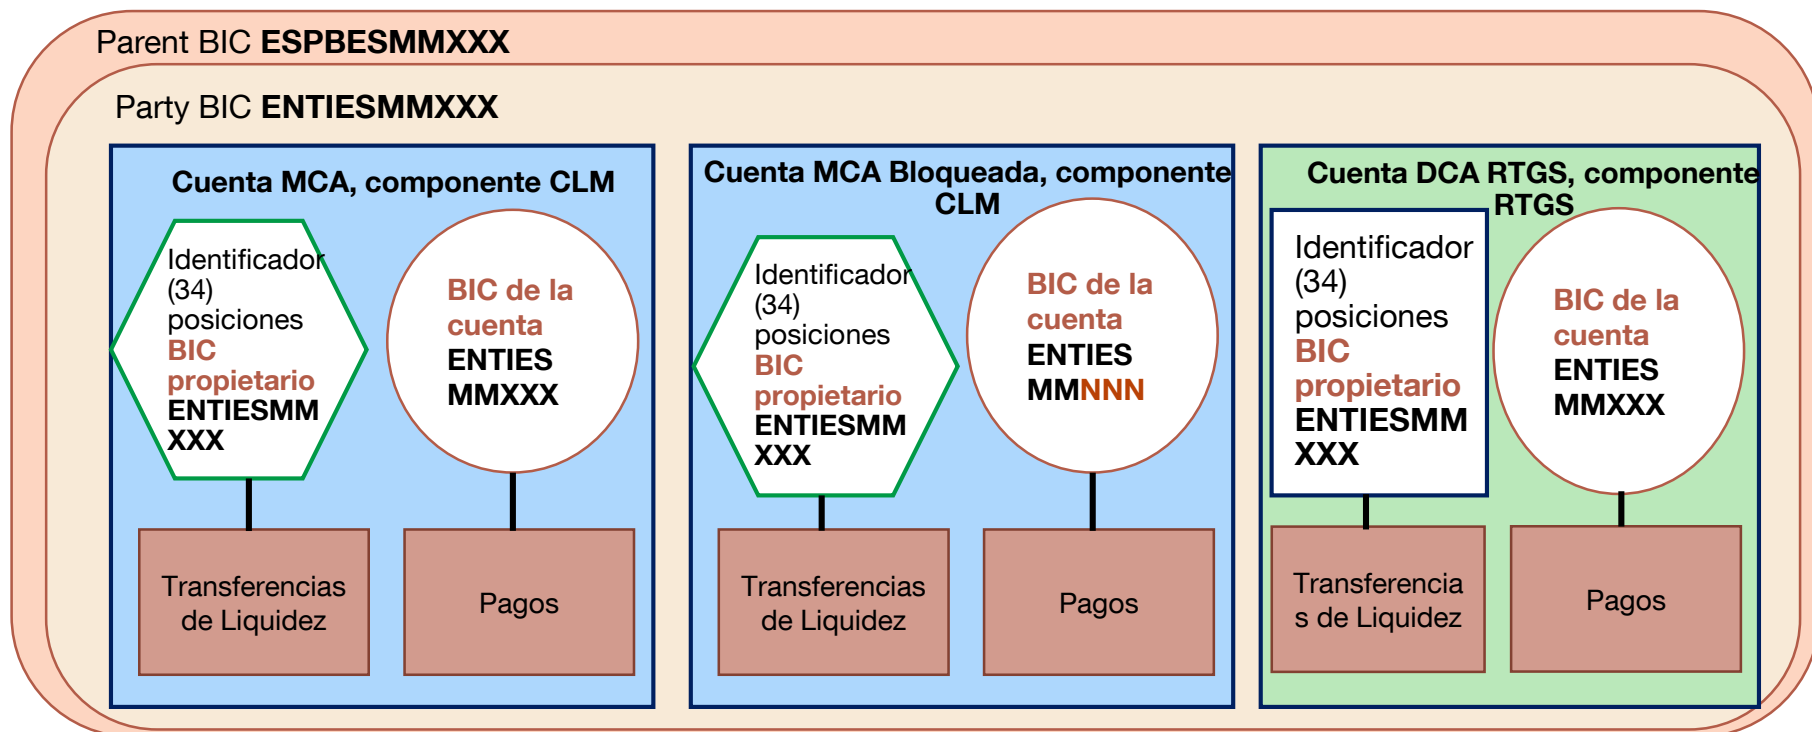 Parent BIC ESPBESMMXXX
Party BIC ENTIESMMXXX
Cuenta MCA, componente CLM
Identificador
(34)
posiciones
BIC
propietario
ENTIESMM
XXX
BIC de la
cuenta
ENTIES
MMXXX
Transferencias
de Liquidez
Pagos
Cuenta MCA Bloqueada, componente
CLM
Identificador
(34)
posiciones
BIC
propietario
ENTIESMM
XXX
BIC de la
cuenta
ENTIES
MMNNN
Transferencias
de Liquidez
Pagos
Cuenta DCA RTGS, componente
RTGS
Identificador
(34)
posiciones
BIC
propietario
ENTIESMM
XXX
BIC de la
cuenta
ENTIES
MMXXX
Transferencia
s de Liquidez
Pagos